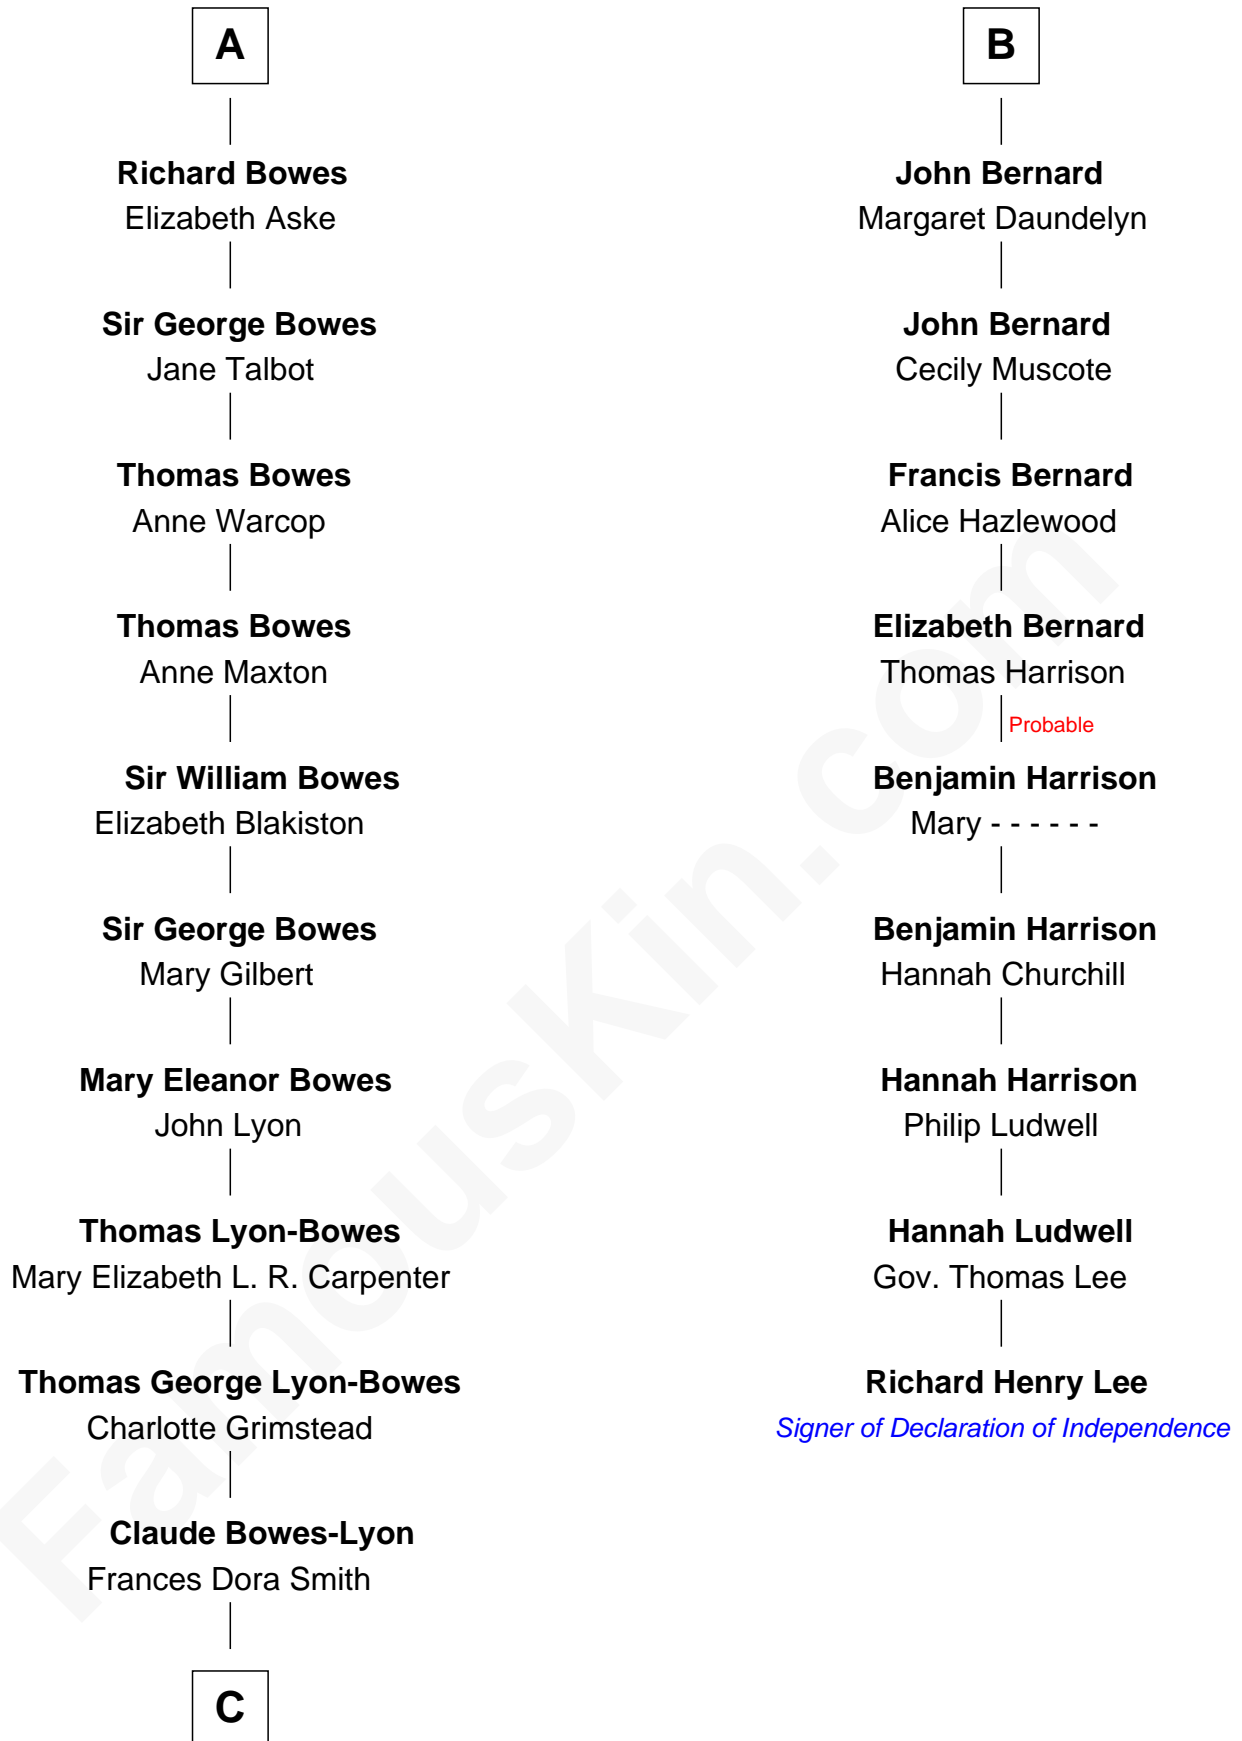 A
Richard Bowes
Elizabeth Aske
Sir George Bowes
Jane Talbot
Thomas Bowes
Anne Warcop
Thomas Bowes
Anne Maxton
Sir William Bowes
Elizabeth Blakiston
Sir George Bowes
Mary Gilbert
Mary Eleanor Bowes
John Lyon
Thomas Lyon-Bowes
Mary Elizabeth L. R. Carpenter
Thomas George Lyon-Bowes
Charlotte Grimstead
Claude Bowes-Lyon
Frances Dora Smith
C
B
John Bernard
Margaret Daundelyn
John Bernard
Cecily Muscote
Francis Bernard
Alice Hazlewood
Elizabeth Bernard
Thomas Harrison
Probable
Benjamin Harrison
Mary - - - - - -
Benjamin Harrison
Hannah Churchill
Hannah Harrison
Philip Ludwell
Hannah Ludwell
Gov. Thomas Lee
Richard Henry Lee
Signer of Declaration of Independence
FamousKin.com